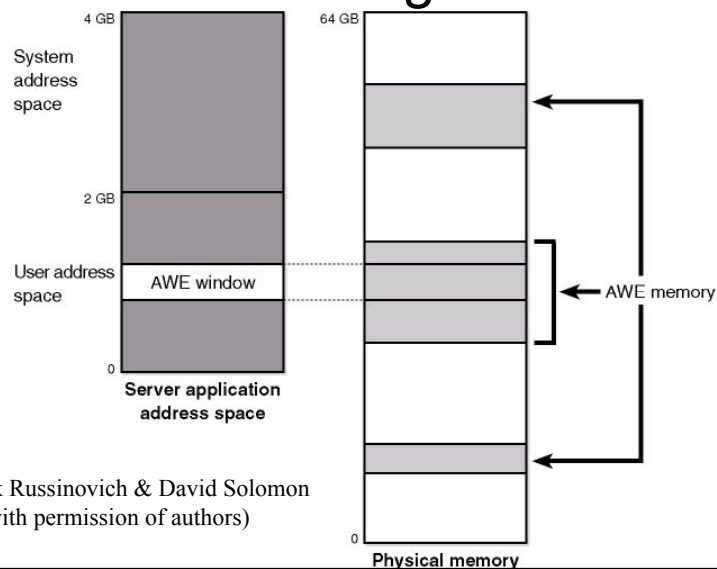 4 GB
System
address
space
2 GB
User address
space
AWE window
0
Server application
address space
64 GB
AWE memory
0
Physical memory
Russinovich & David Solomon
with permission of authors)